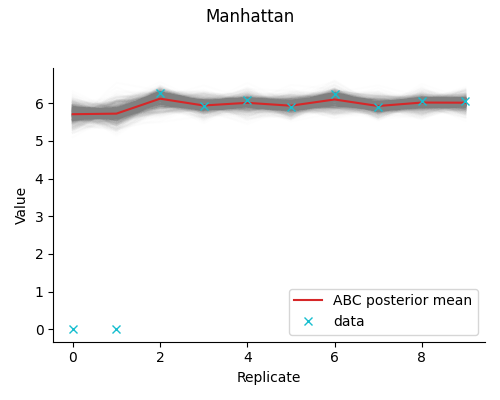 Manhattan
Value
6
5
4
3
2
1
0
ABC posterior mean
data
0 2 4 6 8
Replicate